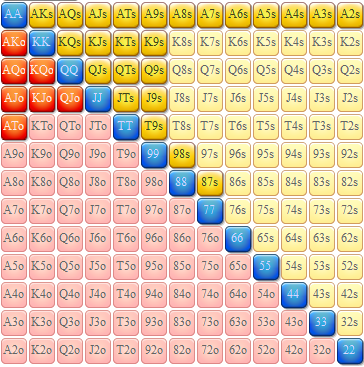 AA AKs AQs AJs ATs A9s A8s A7s A6s A5s A4s A3s A2s
AKo KK KQs KJs KTs K9s K8s K7s K6s K5s K4s K3s K2s
AQo KQo QQ QJs QTs Q9s Q8s Q7s Q6s Q5s Q4s Q3s Q2s
AJo KJo QJo JJ JTs J9s J8s J7s J6s J5s J4s J3s J2s
ATo KTo QTo JTo TT T9s T8s T7s T6s T5s T4s T3s T2s
A9o K9o Q9o J9o T9o 99 98s 97s 96s 95s 94s 93s 92s
A8o K8o Q8o J8o T8o 98o 88 87s 86s 85s 84s 83s 82s
A7o K7o Q7o J7o T7o 97o 87o 77 76s 75s 74s 73s 72s
A6o K6o Q6o J6o T6o 96o 86o 76o 66 65s 64s 63s 62s
A5o K5o Q5o J5o T5o 95o 85o 75o 65o 55 54s 53s 52s
A4o K4o Q4o J4o T4o 94o 84o 74o 64o 54o 44 43s 42s
A3o K3o Q3o J3o T3o 93o 83o 73o 63o 53o 43o 33 32s
A2o K2o Q2o J2o T2o 92o 82o 72o 62o 52o 42o 32o 22